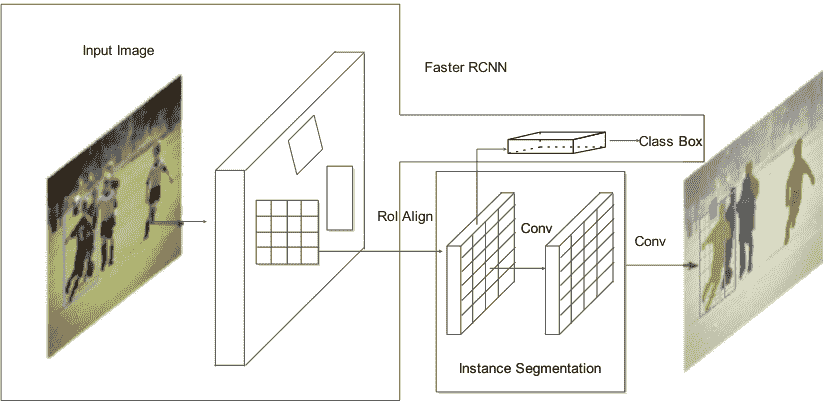 Input Image
Faster RCNN
Class Box
RoI Align
Conv
Conv
Instance Segmentation